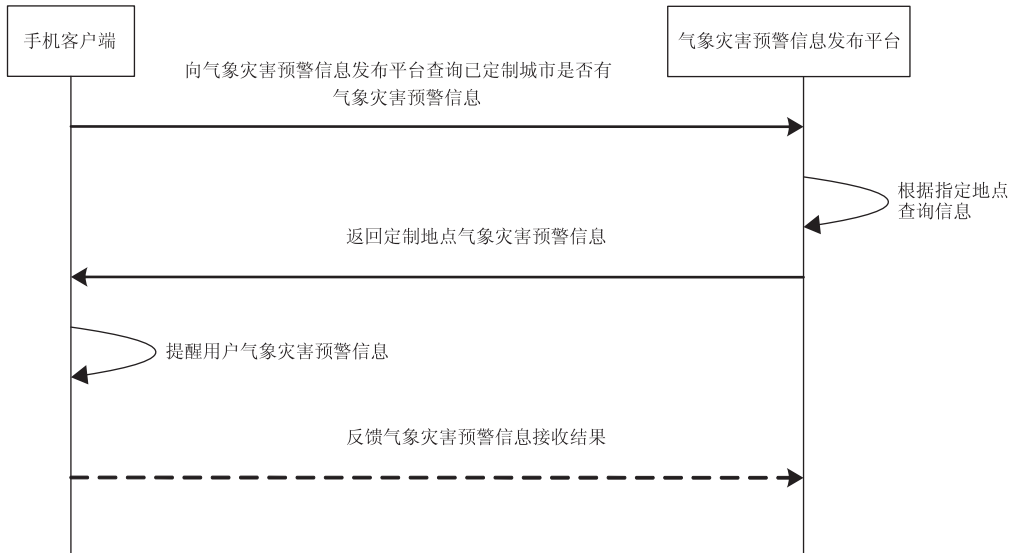 手机客户端
气象灾害预警信息发布平台
向气象灾害预警信息发布平台查询已定制城市是否有
气象灾害预警信息
根据指定地点
查询信息
返回定制地点气象灾害预警信息
提醒用户气象灾害预警信息
反馈气象灾害预警信息接收结果